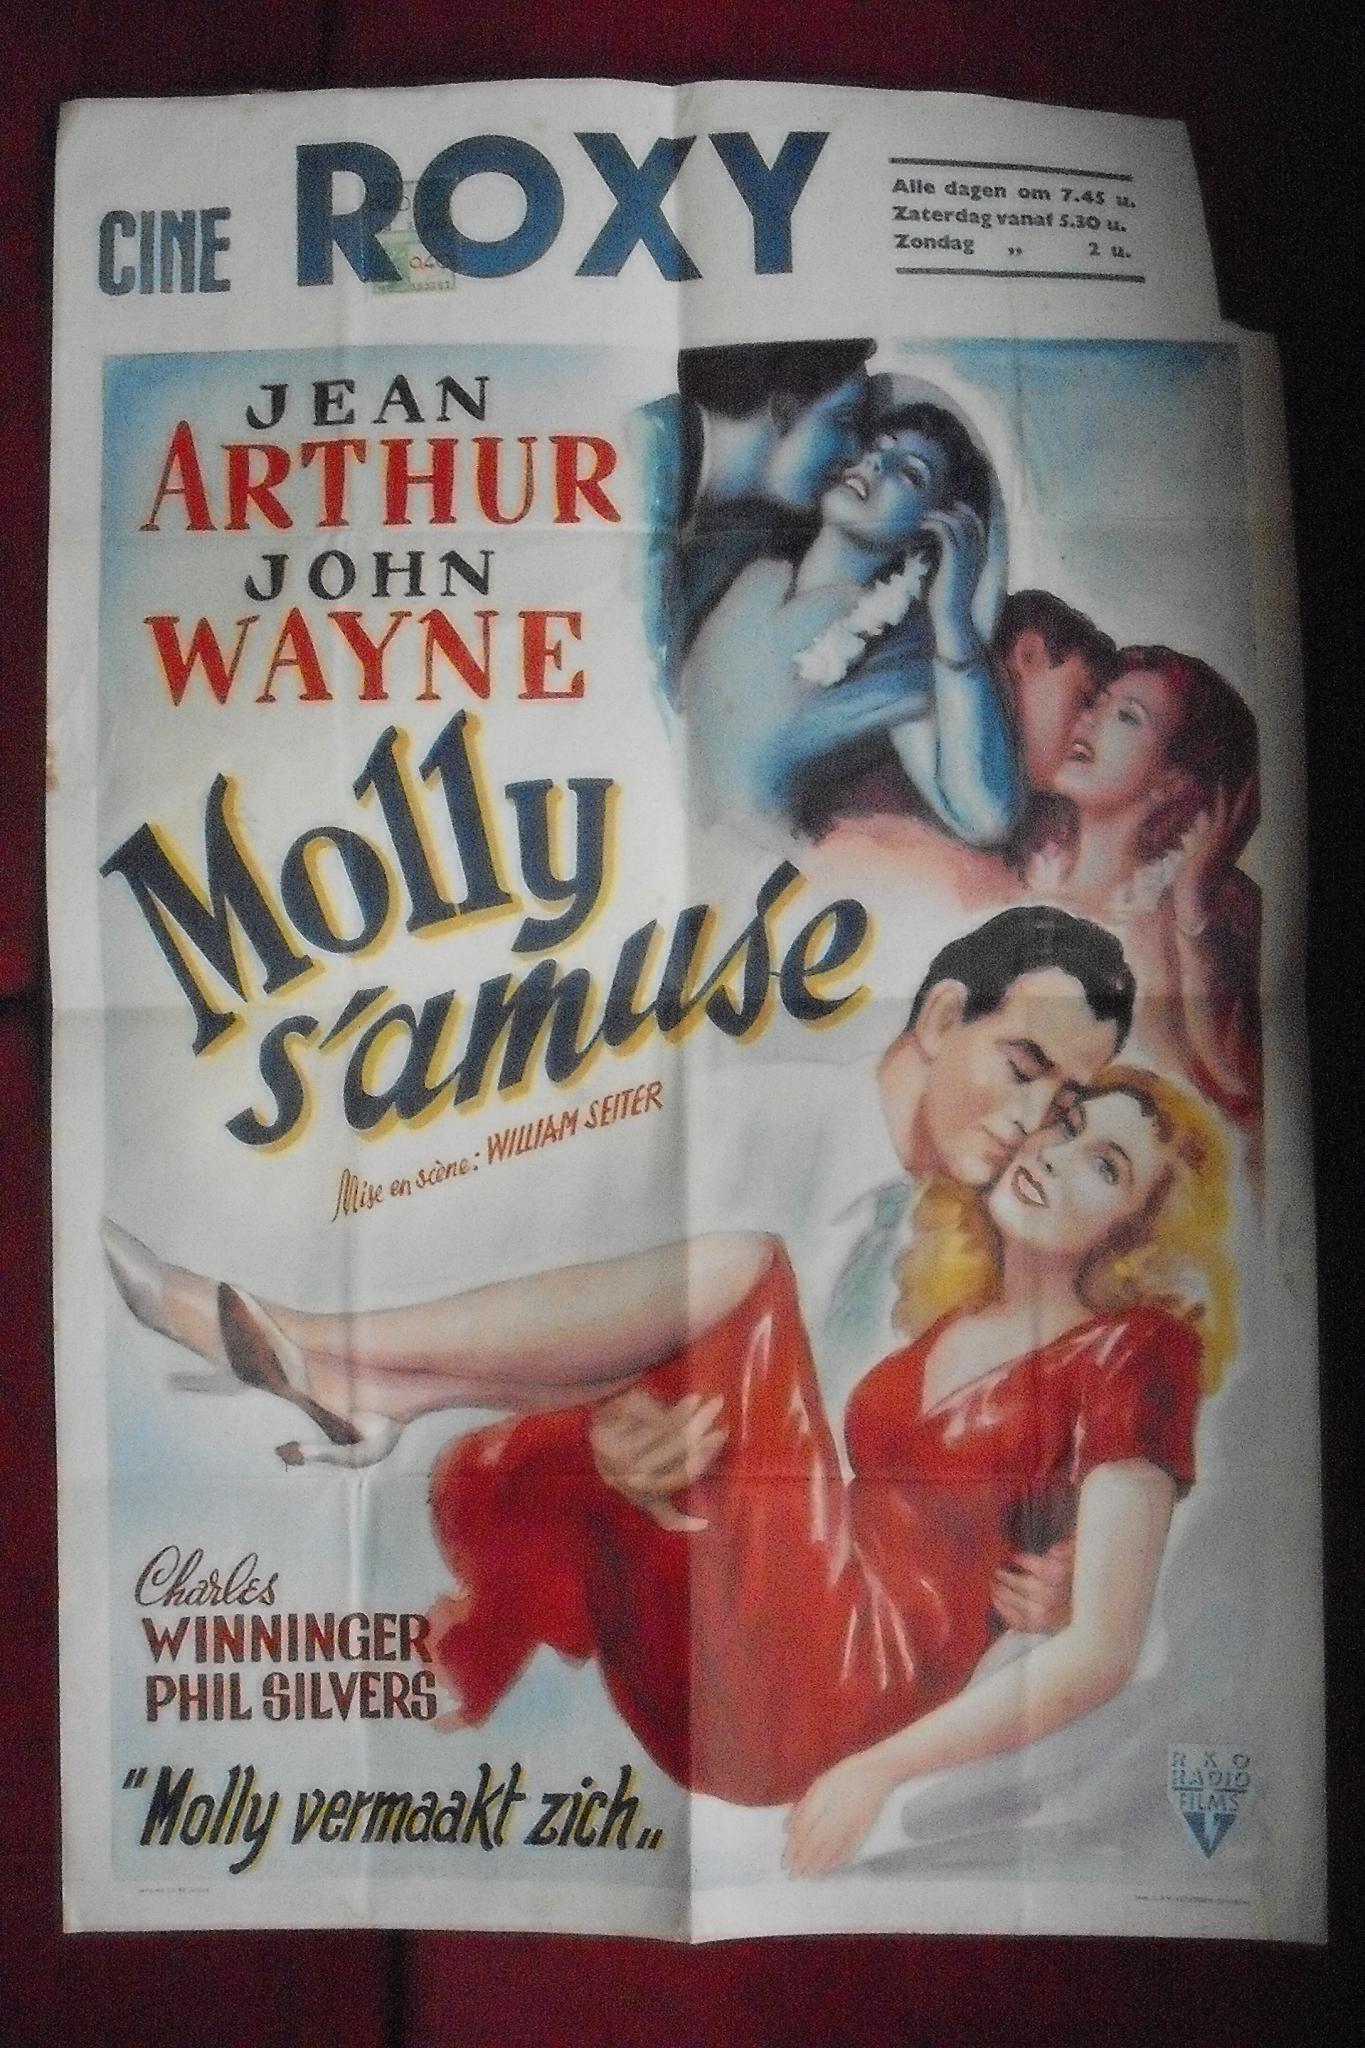 CINE ROXY
Alle dagen om 7.45 u.
Zaterdag vanaf 5.30 u.
Zondag „ 2 u.
JEAN
ARTHUR
JOHN
WAYNE
Molly
s'amuse
Mise en scène: WILLIAM SEITER
Charles
WINNINGER
PHIL SILVERS
"Molly vermaakt zich„
RKO
RADIO
FILMS